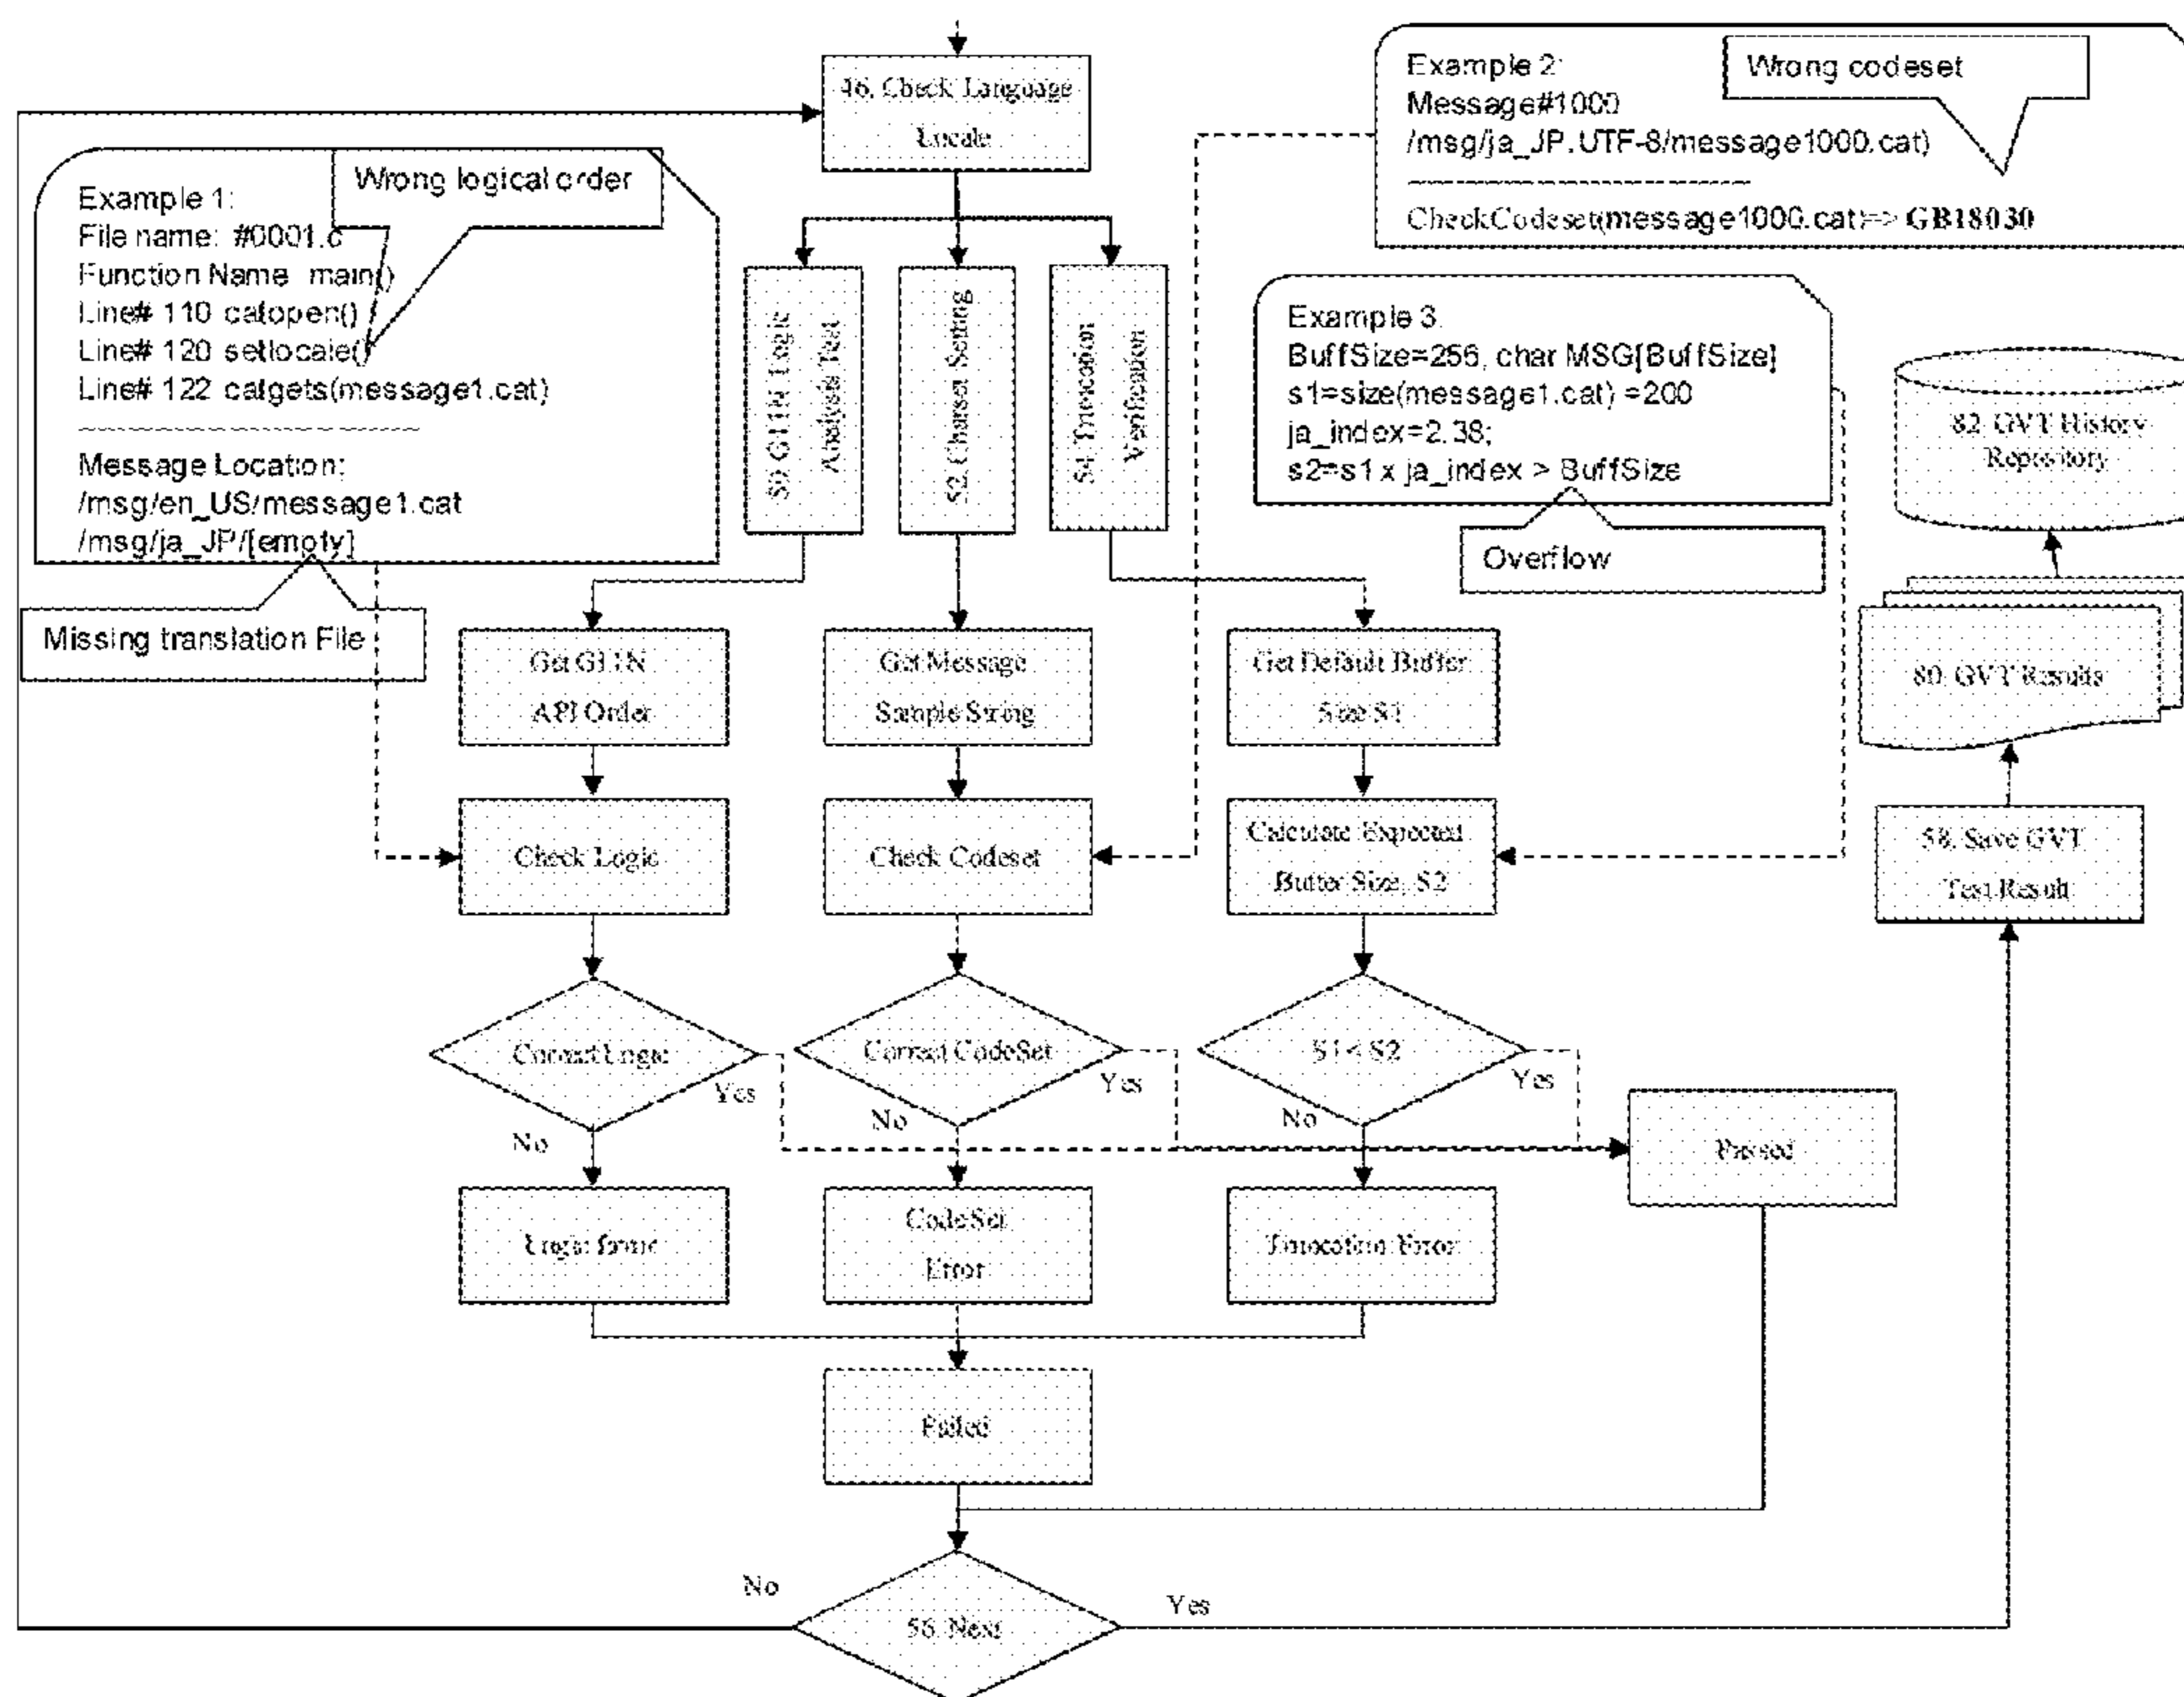 46. Check Language
Locale
Example 1:
File name: #0001.c
Function Name main()
Line# 110 catopen()
Line# 120 setlocale()
Line# 122 catgets(message1.cat)
Message Location:
/msg/en_US/message1.cat
/msg/ja_JP/[empty]
Wrong logical order
Missing translation File
Example 2:
Message#1000
/msg/ja_JP.UTF-8/message1000.cat)
CheckCodeset(message1000.cat)=> GB18030
Wrong codeset
Example 3.
BuffSize=256, char MSG[BuffSize]
s1=size(message1.cat) =200
ja_index=2.38;
s2=s1 x ja_index > BuffSize
Overflow
50. G11N Logic
Analysis Test
52. Charset Setting
54. Truncation
Verification
82. GVT History
Repository
80. GVT Results
58. Save GVT
Test Result
Get G11N
API Order
Get Message
Sample String
Get Default Buffer
Size S1
Check Logic
Check Codeset
Calculate Expected
Buffer Size, S2
Correct Logic
Yes
No
Correct CodeSet
Yes
No
S1 < S2
Yes
No
Passed
Logic Error
CodeSet
Error
Truncation Error
Failed
56. Next
No
Yes